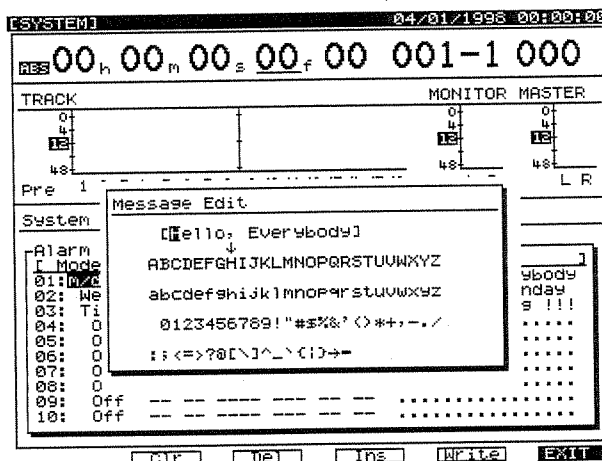 [SYSTEM] 04/01/1998 00:00:00
ABS 00h 00m 00s 00f 00 001-1 000
TRACK MONITOR MASTER
0 0 0
4 4 4
12 12 12
48 48 48
Pre 1 L R
System
Message Edit
[Hello, Everybody]
↓
ABCDEFGHIJKLMNOPQRSTUVWXYZ
abcdefghijklmnopqrstuvwxyz
0123456789!"#$%&'()*+,-./
:;<=>?@[\]^_`{|}→←
Alarm
[ Mode ]
01: M/C ybody
02: We nday
03: Ti g !!!
04: O
05: O
06: O
07: O
08: O
09: Off -- -- ---- --- -- --
10: Off -- -- ---- --- -- --
Clr Del Ins Write EXIT